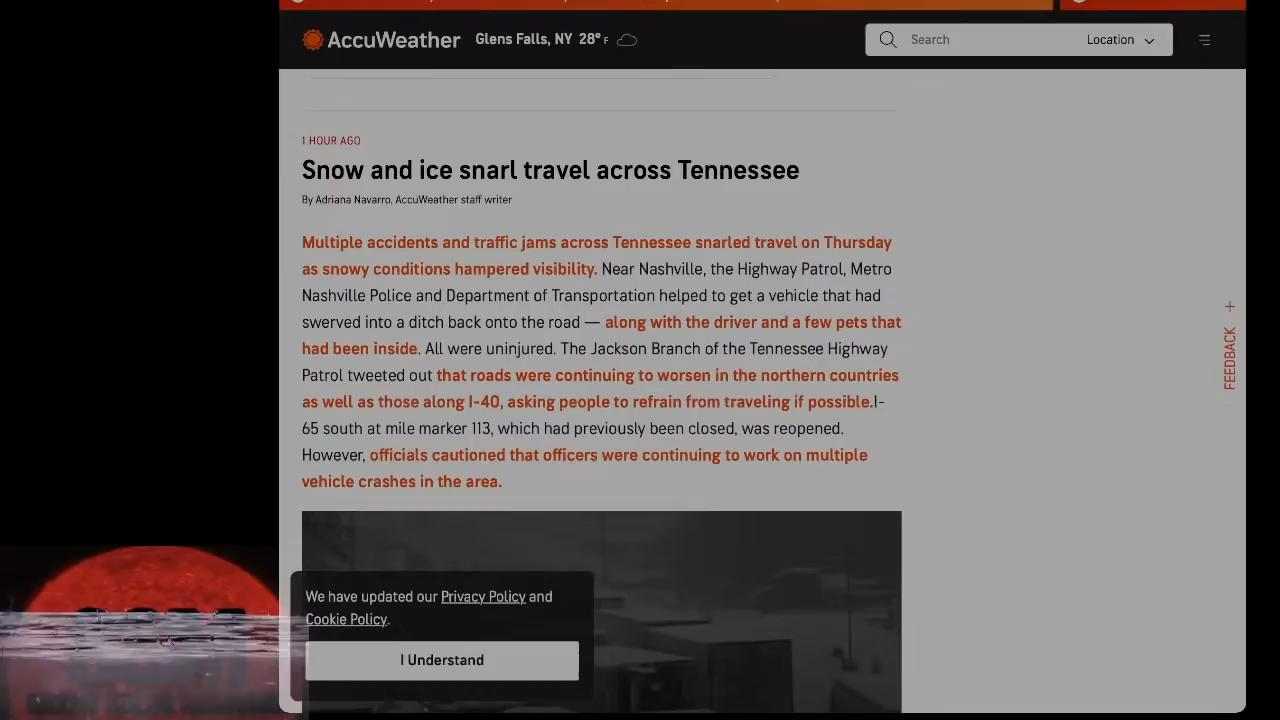 AccuWeather
Glens Falls, NY 28° F
Search
Location
1 HOUR AGO
Snow and ice snarl travel across Tennessee
By Adriana Navarro, AccuWeather staff writer
Multiple accidents and traffic jams across Tennessee snarled travel on Thursday
as snowy conditions hampered visibility. Near Nashville, the Highway Patrol, Metro
Nashville Police and Department of Transportation helped to get a vehicle that had
swerved into a ditch back onto the road — along with the driver and a few pets that
had been inside. All were uninjured. The Jackson Branch of the Tennessee Highway
Patrol tweeted out that roads were continuing to worsen in the northern countries
as well as those along I-40, asking people to refrain from traveling if possible.I-
65 south at mile marker 113, which had previously been closed, was reopened.
However, officials cautioned that officers were continuing to work on multiple
vehicle crashes in the area.
FEEDBACK +
We have updated our Privacy Policy and
Cookie Policy.
I Understand